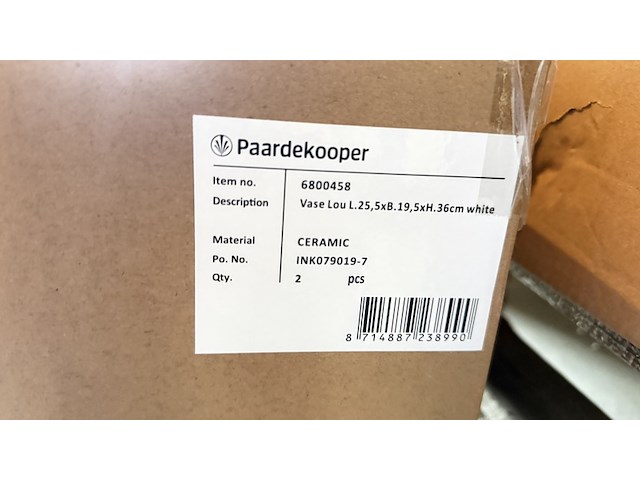 Paardekooper
Item no. 6800458
Description Vase Lou L.25,5xB.19,5xH.36cm white
Material CERAMIC
Po. No. INK079019-7
Qty. 2 pcs
8 714887 238990